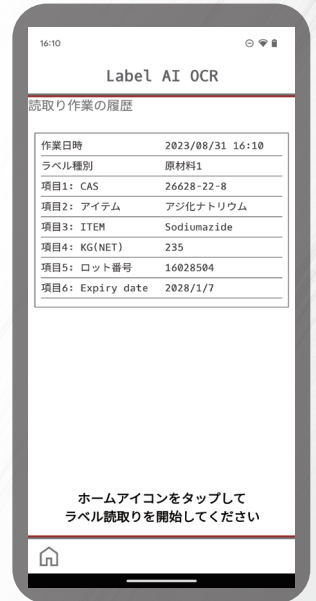 16:10
Label AI OCR
読取り作業の履歴
作業日時 2023/08/31 16:10
ラベル種別 原材料1
項目1: CAS 26628-22-8
項目2: アイテム アジ化ナトリウム
項目3: ITEM Sodiumazide
項目4: KG(NET) 235
項目5: ロット番号 16028504
項目6: Expiry date 2028/1/7
ホームアイコンをタップして
ラベル読取りを開始してください